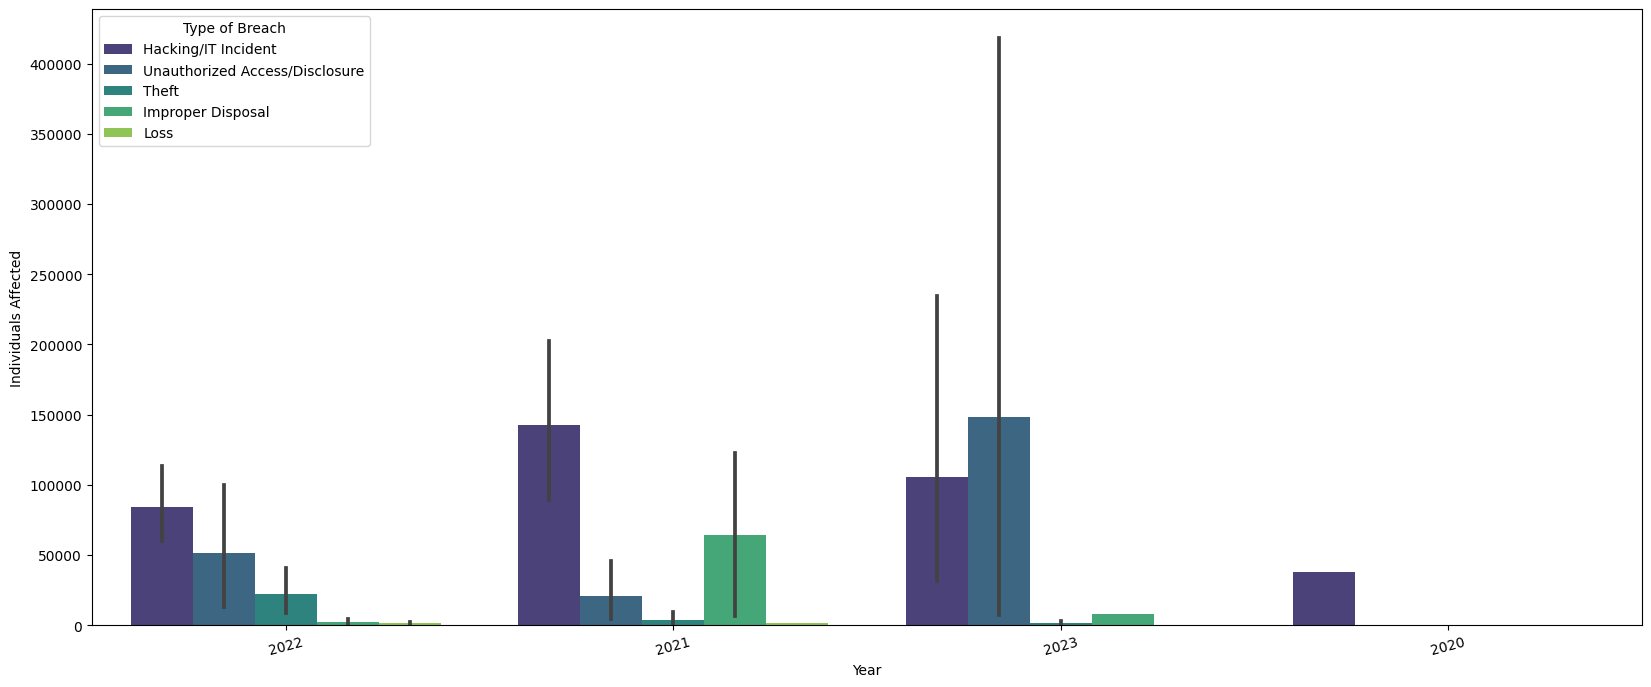 Type of Breach
Hacking/IT Incident
Unauthorized Access/Disclosure
Theft
Improper Disposal
Loss
400000
350000
300000
250000
200000
150000
100000
50000
0
Individuals Affected
2022
2021
2023
2020
Year